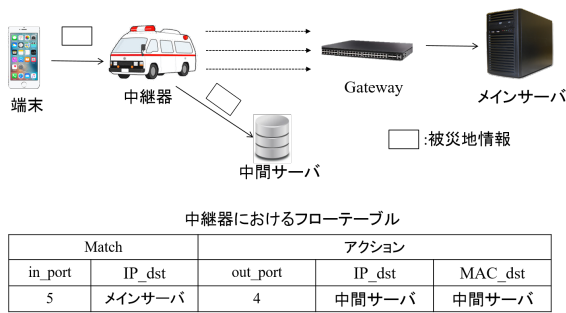 端末
中継器
Gateway
メインサーバ
中間サーバ
:被災地情報
中継器におけるフローテーブル
Match アクション
in_port IP_dst out_port IP_dst MAC_dst
5 メインサーバ 4 中間サーバ 中間サーバ